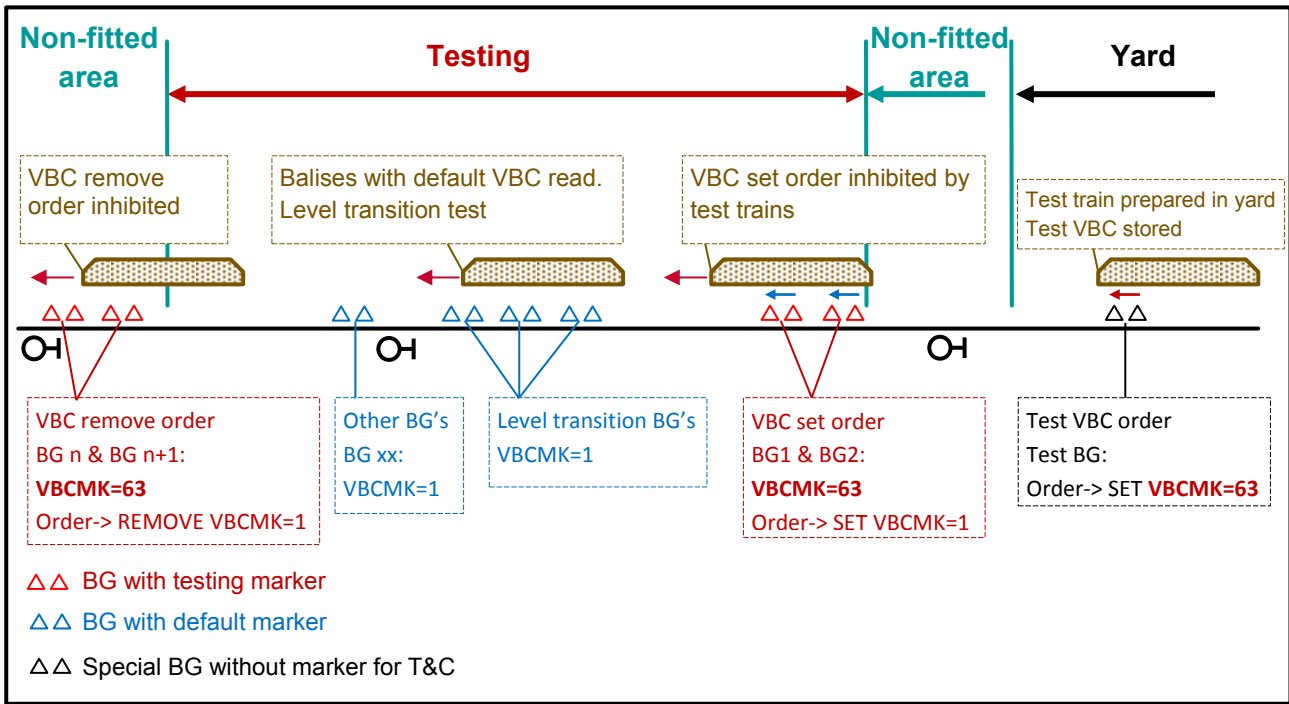 Non-fitted
area
Testing
Non-fitted
area
Yard
VBC remove
order inhibited
Balises with default VBC read.
Level transition test
VBC set order inhibited by
test trains
Test train prepared in yard
Test VBC stored
VBC remove order
BG n & BG n+1:
VBCMK=63
Order-> REMOVE VBCMK=1
Other BG's
BG xx:
VBCMK=1
Level transition BG's
VBCMK=1
VBC set order
BG1 & BG2:
VBCMK=63
Order-> SET VBCMK=1
Test VBC order
Test BG:
Order-> SET VBCMK=63
BG with testing marker
BG with default marker
Special BG without marker for T&C